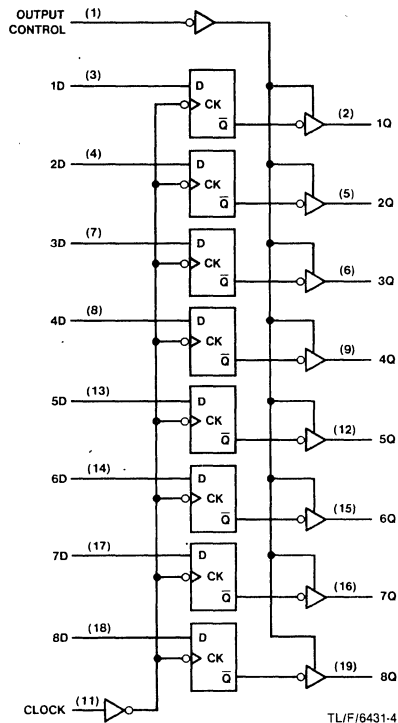 OUTPUT
CONTROL (1)
1D (3) D
CK
Q̅ (2) 1Q
2D (4) D
CK
Q̅ (5) 2Q
3D (7) D
CK
Q̅ (6) 3Q
4D (8) D
CK
Q̅ (9) 4Q
5D (13) D
CK
Q̅ (12) 5Q
6D (14) D
CK
Q̅ (15) 6Q
7D (17) D
CK
Q̅ (16) 7Q
8D (18) D
CK
Q̅ (19) 8Q
CLOCK (11)
TL/F/6431-4